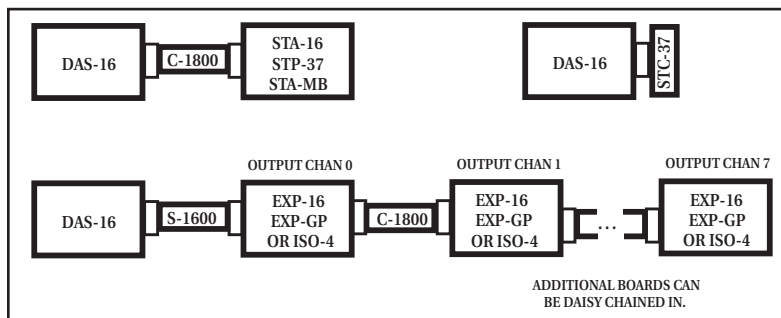 DAS-16
C-1800
STA-16
STP-37
STA-MB
DAS-16
STC-37
OUTPUT CHAN 0
OUTPUT CHAN 1
OUTPUT CHAN 7
DAS-16
S-1600
EXP-16
EXP-GP
OR ISO-4
C-1800
EXP-16
EXP-GP
OR ISO-4
...
EXP-16
EXP-GP
OR ISO-4
ADDITIONAL BOARDS CAN
BE DAISY CHAINED IN.